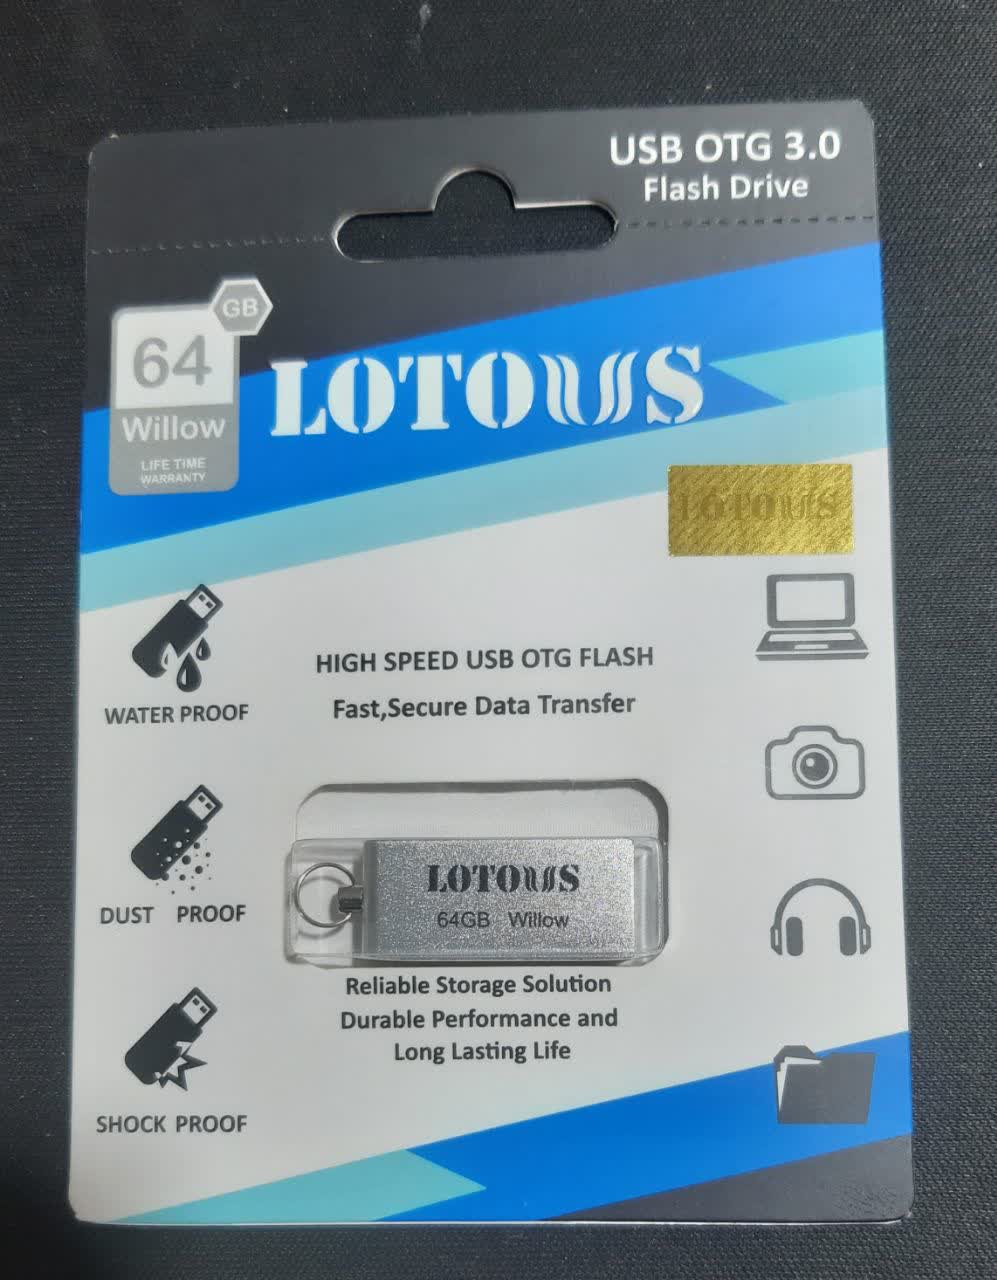 USB OTG 3.0
Flash Drive
GB
64
Willow
LIFE TIME
WARRANTY
LOTOUS
LOTOUS
WATER PROOF
HIGH SPEED USB OTG FLASH
Fast,Secure Data Transfer
DUST PROOF
LOTOUS
64GB Willow
Reliable Storage Solution
Durable Performance and
Long Lasting Life
SHOCK PROOF